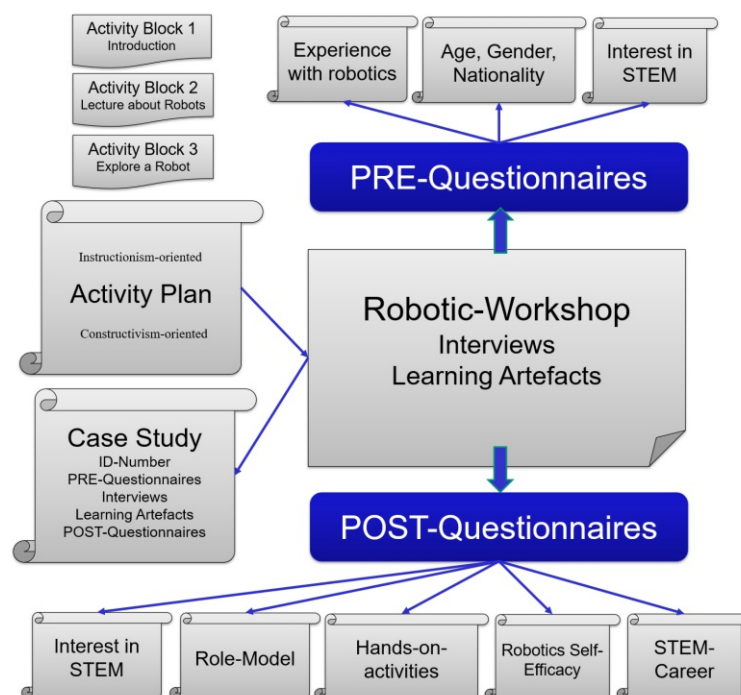 Activity Block 1
Introduction
Activity Block 2
Lecture about Robots
Activity Block 3
Explore a Robot
Experience
with robotics
Age, Gender,
Nationality
Interest in
STEM
PRE-Questionnaires
Instructionism-oriented
Activity Plan
Constructivism-oriented
Robotic-Workshop
Interviews
Learning Artefacts
Case Study
ID-Number
PRE-Questionnaires
Interviews
Learning Artefacts
POST-Questionnaires
POST-Questionnaires
Interest in
STEM
Role-Model
Hands-on-
activities
Robotics Self-
Efficacy
STEM-
Career